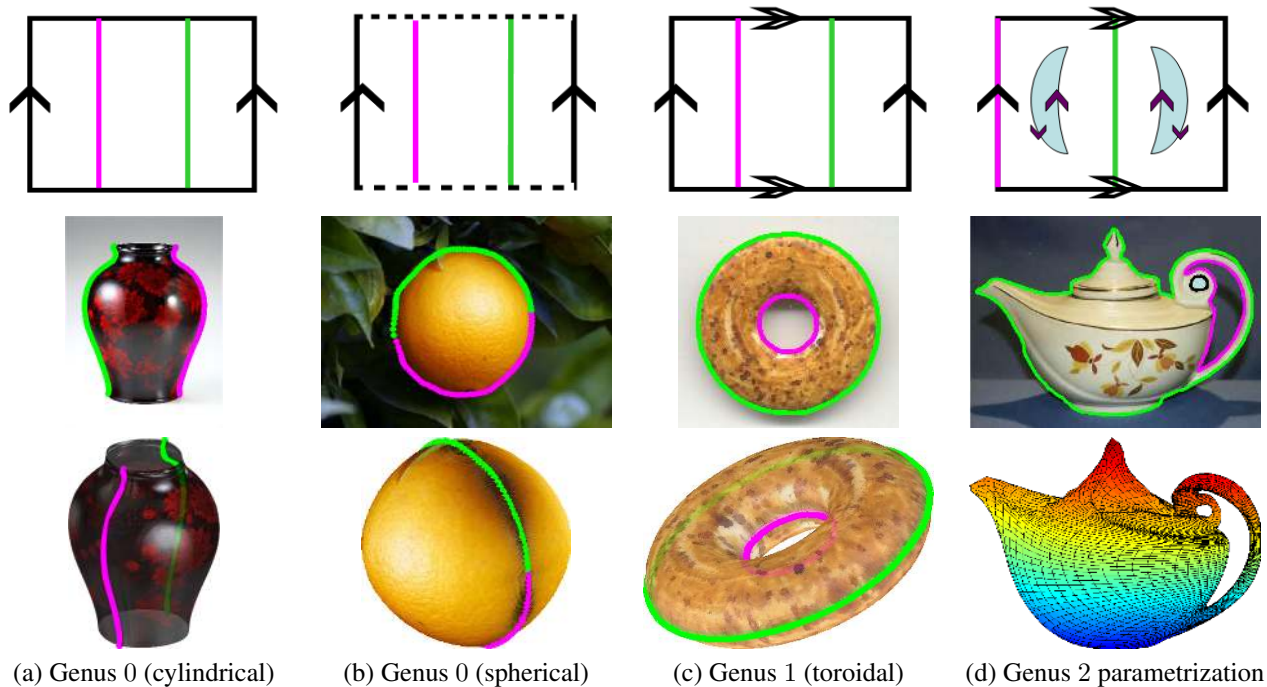 (a) Genus 0 (cylindrical)
(b) Genus 0 (spherical)
(c) Genus 1 (toroidal)
(d) Genus 2 parametrization